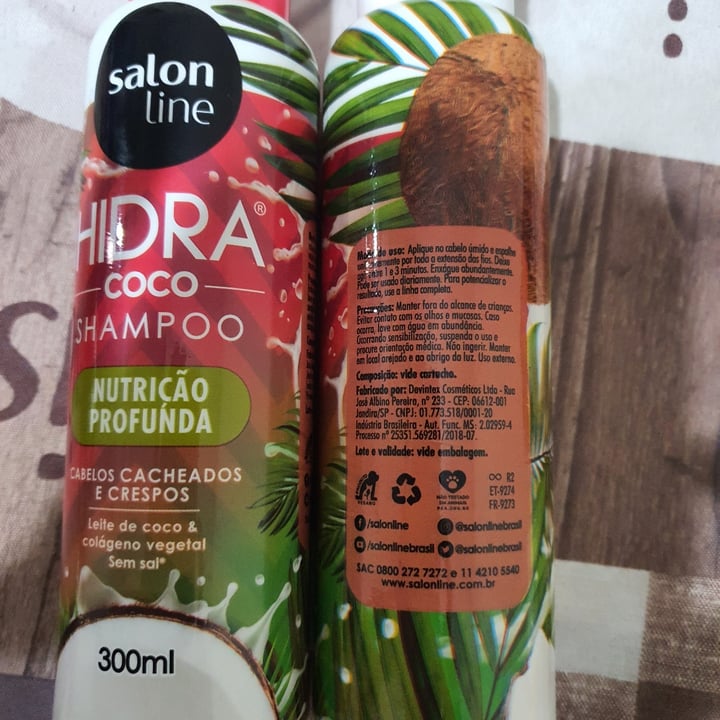 salon
line
HIDRA®
COCO
SHAMPOO
NUTRIÇÃO
PROFUNDA
CABELOS CACHEADOS
E CRESPOS
Leite de coco &
colágeno vegetal
Sem sal*
300ml
Modo de uso: Aplique no cabelo úmido e espalhe
por toda a extensão dos fios. Deixe
agir entre 1 e 3 minutos. Enxágue abundantemente.
Pode ser usado diariamente. Para potencializar o
resultado, use a linha completa.
Precauções: Manter fora do alcance de crianças.
Evitar contato com os olhos e mucosas. Caso
ocorra, lave com água em abundância.
Ocorrendo sensibilização, suspenda o uso e
procure orientação médica. Não ingerir. Manter
em local arejado e ao abrigo da luz. Uso externo.
Composição: vide cartucho.
Fabricado por: Devintex Cosméticos Ltdo - Rua
José Albino Pereira, nº 233 - CEP: 06612-001
Jandira/SP - CNPJ: 01.773.518/0001-20
Indústria Brasileira - Aut. Func. MS: 2.02959-4
Processo nº 25351.569281/2018-07.
Lote e validade: vide embalagem.
VEGANO
NÃO TESTADO
EM ANIMAIS
R2
ET-9274
FR-9273
/salonline
@salonlinebrasil
/salonlinebrasil
@salonlinebrasil
SAC 0800 272 7272 e 11 4210 5540
www.salonline.com.br